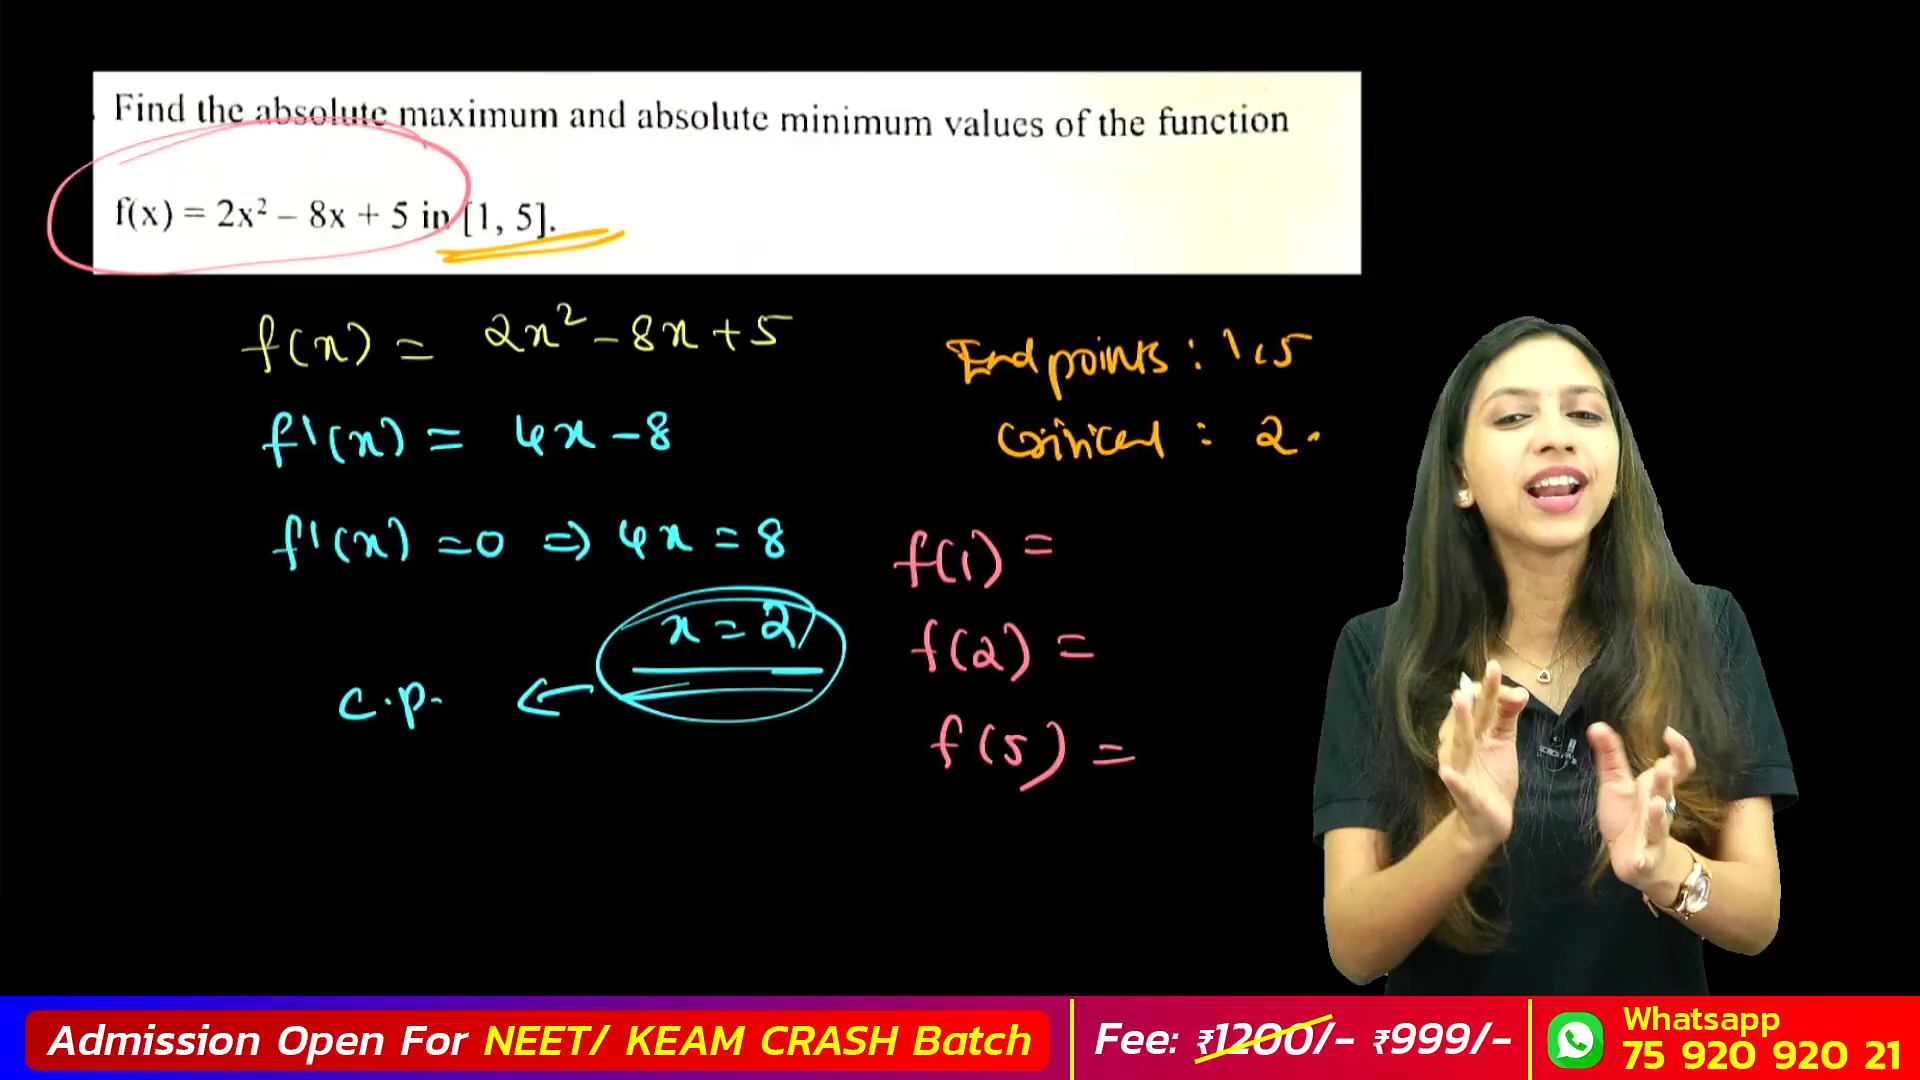 Find the absolute maximum and absolute minimum values of the function
f(x) = 2x² – 8x + 5 in [1, 5].
f(x) = 2x² – 8x + 5
f'(x) = 4x – 8
f'(x) = 0 ⇒ 4x = 8
x = 2
c.p. ←
End points : 1, 5
Critical : 2.
f(1) =
f(2) =
f(5) =
Admission Open For NEET/ KEAM CRASH Batch
Fee: ₹1200/– ₹999/–
Whatsapp
75 920 920 21